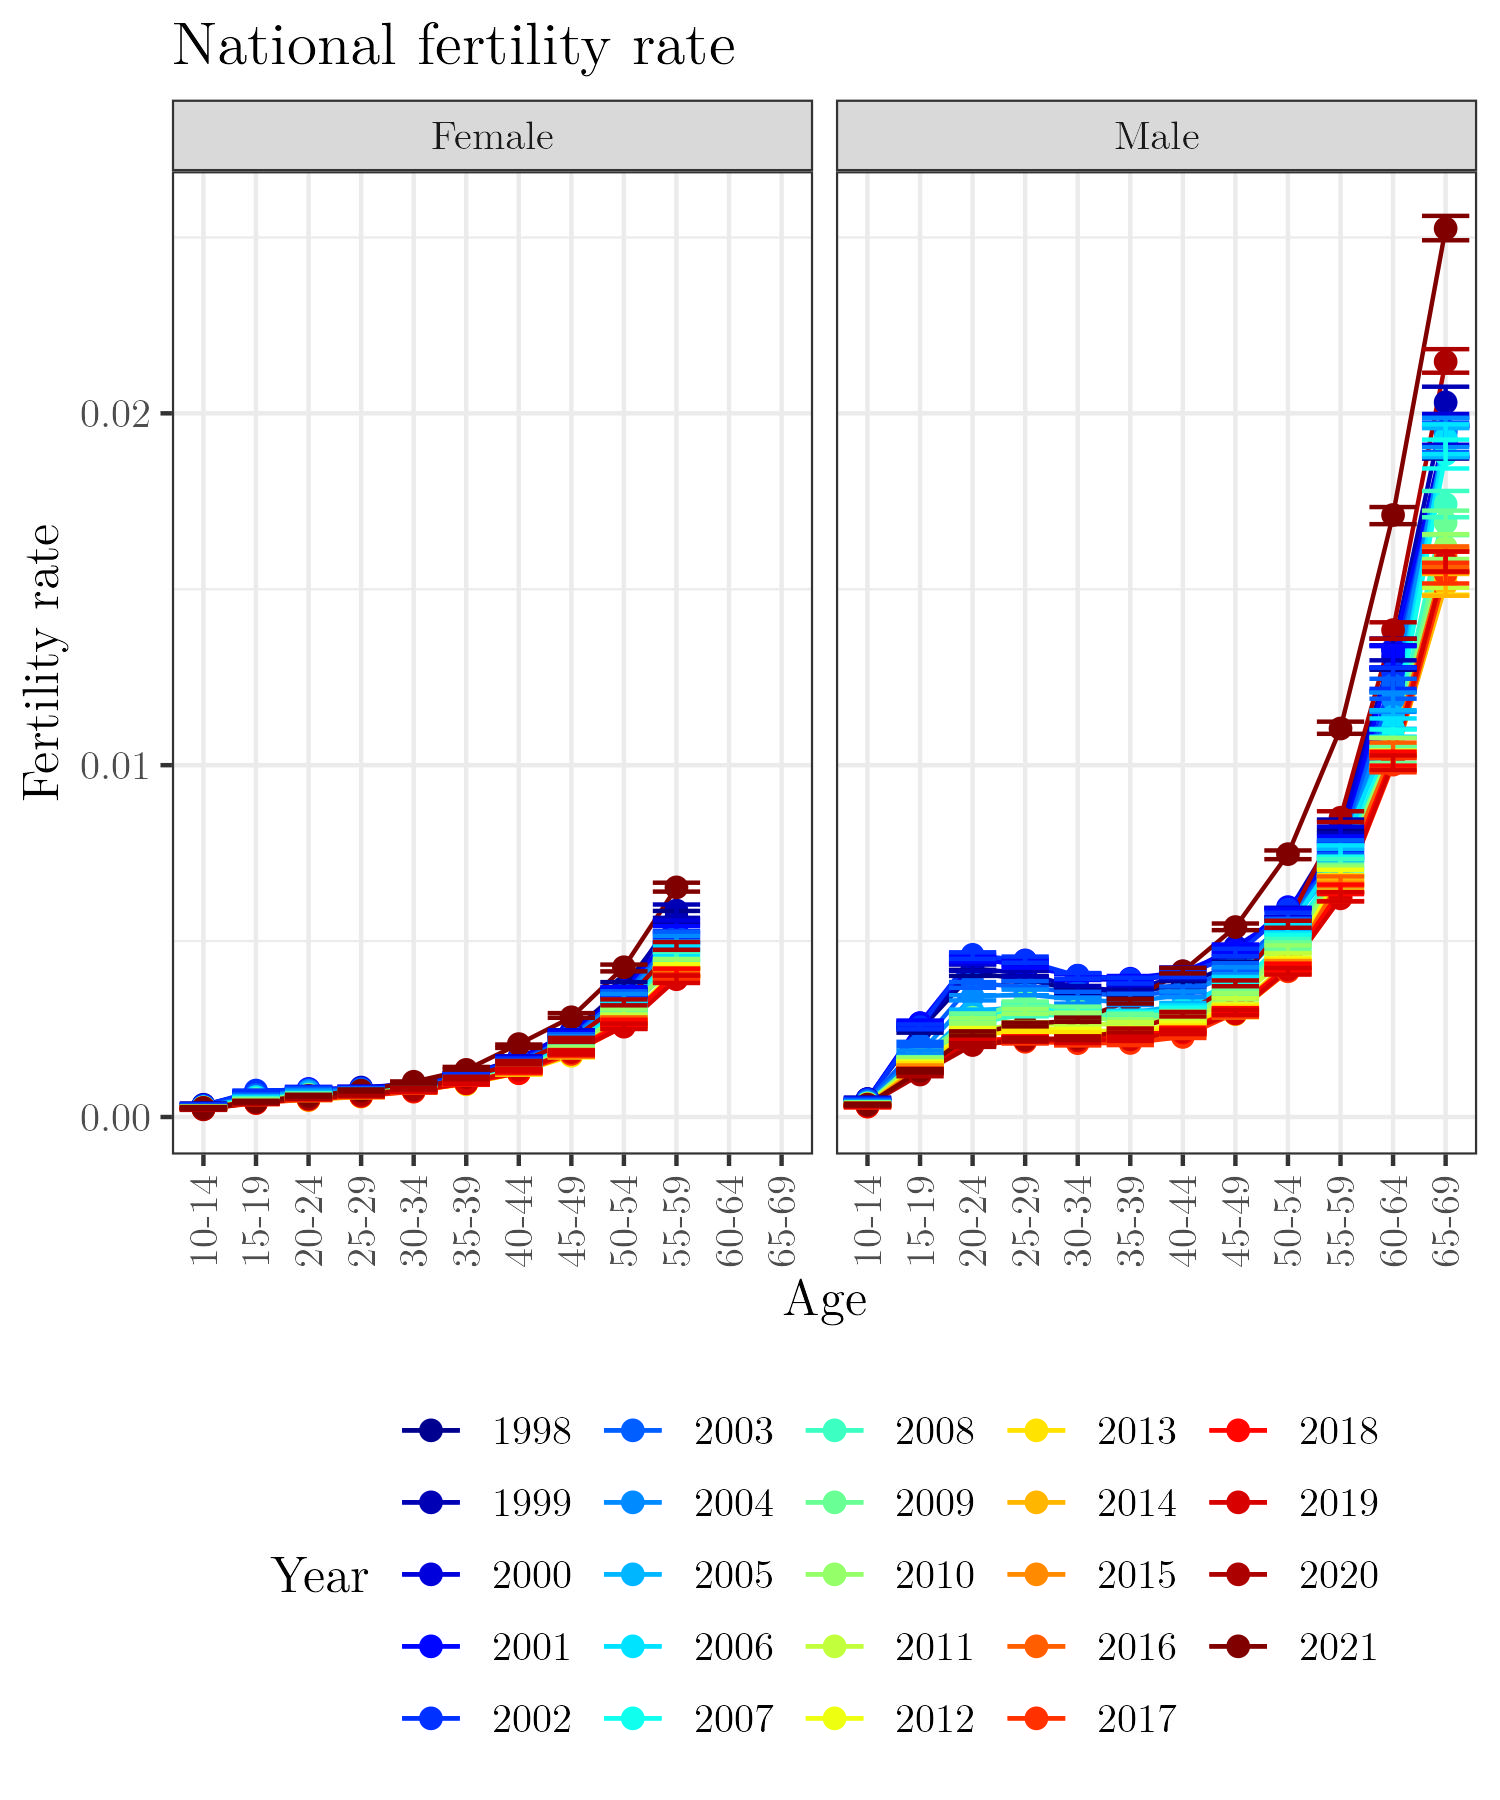 National fertility rate
Female Male
Fertility rate
0.02
0.01
0.00
10-14 15-19 20-24 25-29 30-34 35-39 40-44 45-49 50-54 55-59 60-64 65-69 10-14 15-19 20-24 25-29 30-34 35-39 40-44 45-49 50-54 55-59 60-64 65-69
Age
Year
1998 2003 2008 2013 2018
1999 2004 2009 2014 2019
2000 2005 2010 2015 2020
2001 2006 2011 2016 2021
2002 2007 2012 2017